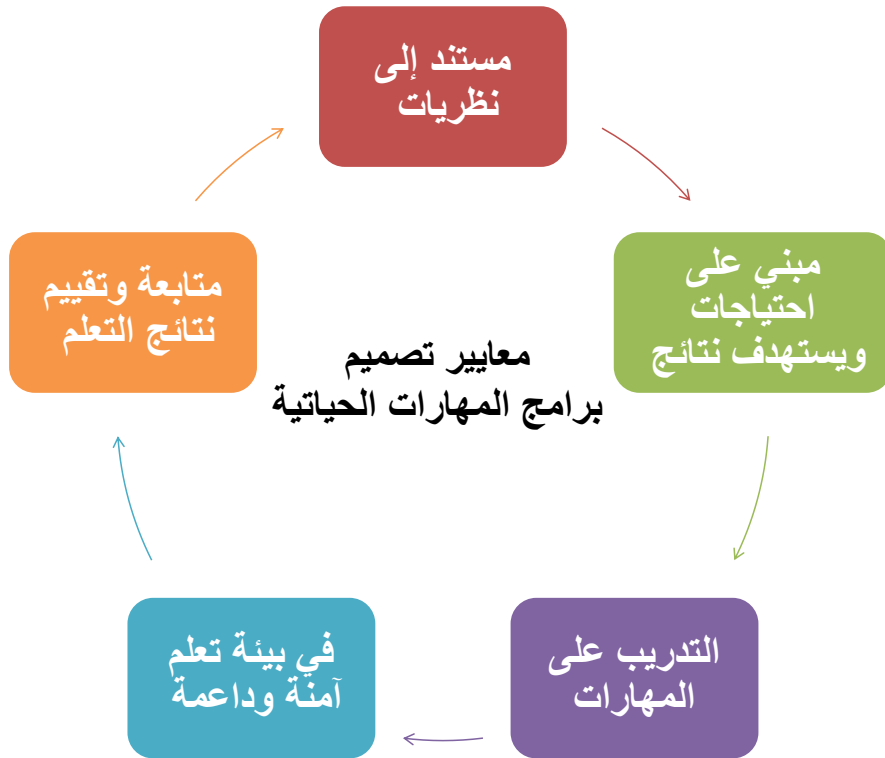 مستند إلى
نظريات
مبني على
احتياجات
ويستهدف نتائج
التدريب على
المهارات
في بيئة تعلم
آمنة وداعمة
متابعة وتقييم
نتائج التعلم
معايير تصميم
برامج المهارات الحياتية